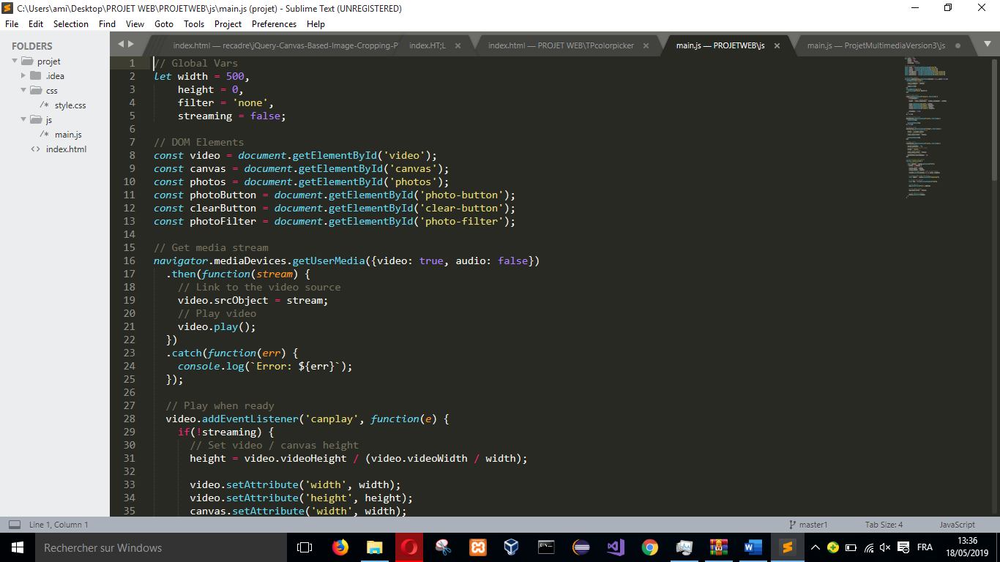 C:\Users\ami\Desktop\PROJET WEB\PROJETWEB\js\main.js (projet) - Sublime Text (UNREGISTERED)
File Edit Selection Find View Goto Tools Project Preferences Help
FOLDERS
projet
.idea
css
/* style.css
js
/* main.js
<> index.html
index.html — recadre\jQuery-Canvas-Based-Image-Cropping-P index.HT;L × index.html — PROJET WEB\TPcolorpicker × main.js — PROJETWEB\js × main.js — ProjetMultimediaVersion3\js
1 // Global Vars
2 let width = 500,
3     height = 0,
4     filter = 'none',
5     streaming = false;
6
7 // DOM Elements
8 const video = document.getElementById('video');
9 const canvas = document.getElementById('canvas');
10 const photos = document.getElementById('photos');
11 const photoButton = document.getElementById('photo-button');
12 const clearButton = document.getElementById('clear-button');
13 const photoFilter = document.getElementById('photo-filter');
14
15 // Get media stream
16 navigator.mediaDevices.getUserMedia({video: true, audio: false})
17   .then(function(stream) {
18     // Link to the video source
19     video.srcObject = stream;
20     // Play video
21     video.play();
22   })
23   .catch(function(err) {
24     console.log(`Error: ${err}`);
25   });
26
27   // Play when ready
28   video.addEventListener('canplay', function(e) {
29     if(!streaming) {
30       // Set video / canvas height
31       height = video.videoHeight / (video.videoWidth / width);
32
33       video.setAttribute('width', width);
34       video.setAttribute('height', height);
35       canvas.setAttribute('width', width);
Line 1, Column 1 master1 Tab Size: 4 JavaScript
Rechercher sur Windows FRA 13:36
18/05/2019